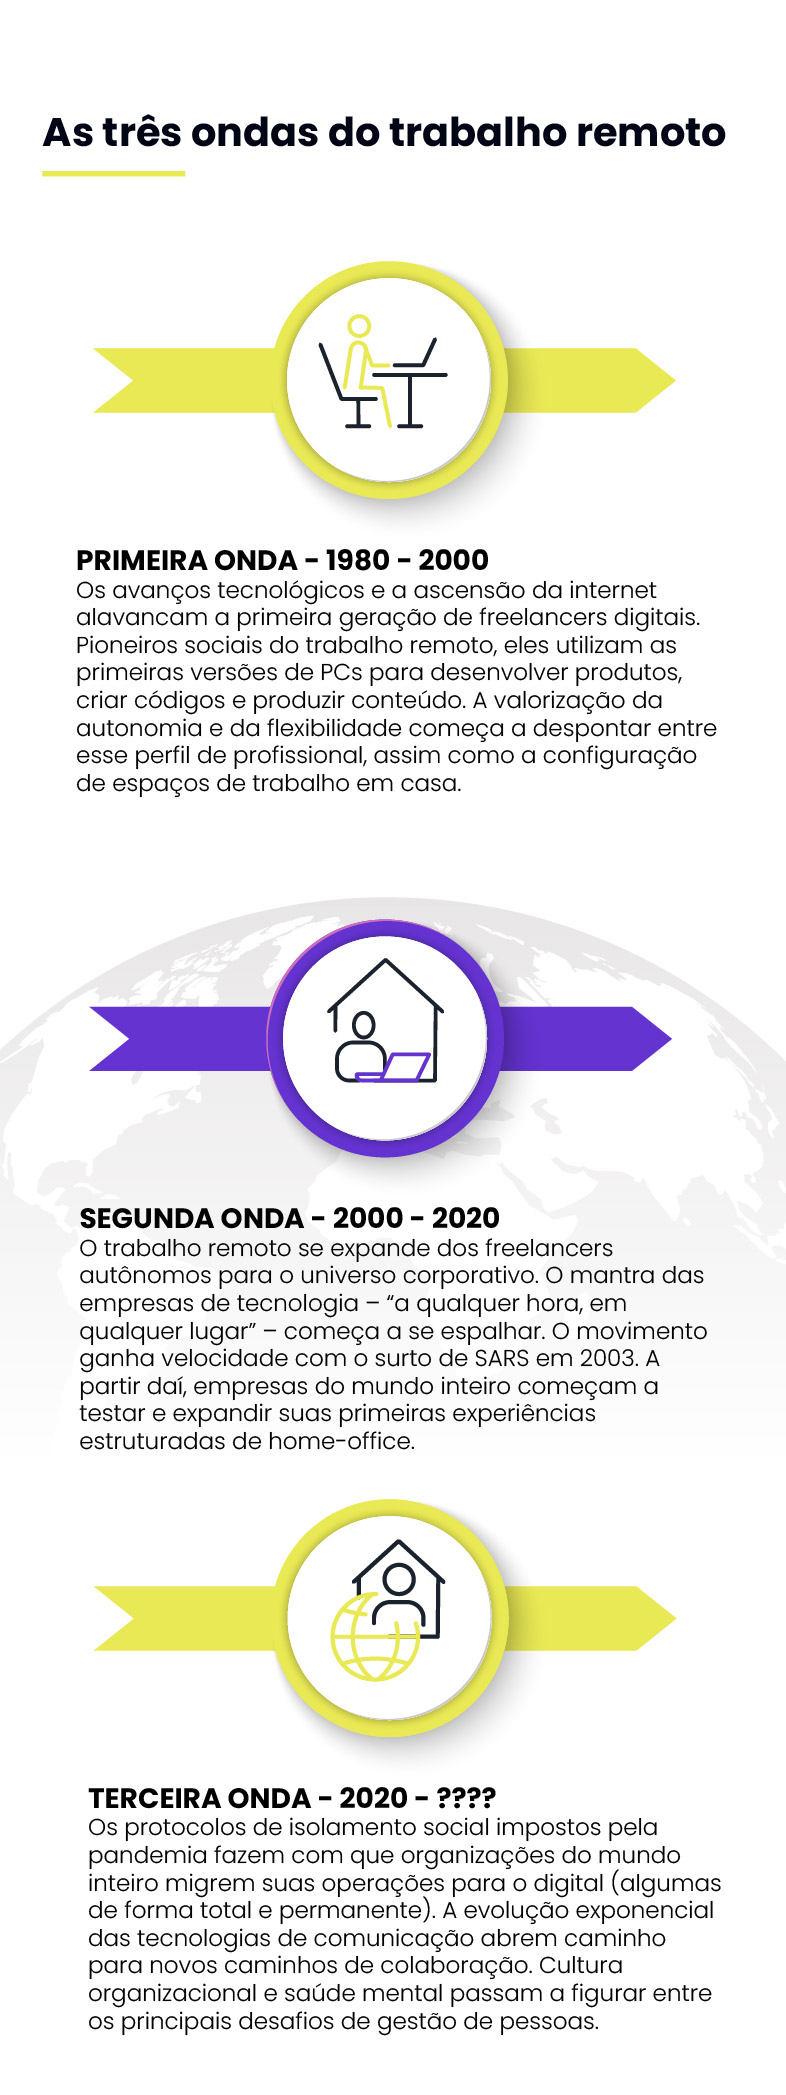 As três ondas do trabalho remoto
PRIMEIRA ONDA - 1980 - 2000
Os avanços tecnológicos e a ascensão da internet
alavancam a primeira geração de freelancers digitais.
Pioneiros sociais do trabalho remoto, eles utilizam as
primeiras versões de PCs para desenvolver produtos,
criar códigos e produzir conteúdo. A valorização da
autonomia e da flexibilidade começa a despontar entre
esse perfil de profissional, assim como a configuração
de espaços de trabalho em casa.
SEGUNDA ONDA - 2000 - 2020
O trabalho remoto se expande dos freelancers
autônomos para o universo corporativo. O mantra das
empresas de tecnologia – “a qualquer hora, em
qualquer lugar” – começa a se espalhar. O movimento
ganha velocidade com o surto de SARS em 2003. A
partir daí, empresas do mundo inteiro começam a
testar e expandir suas primeiras experiências
estruturadas de home-office.
TERCEIRA ONDA - 2020 - ????
Os protocolos de isolamento social impostos pela
pandemia fazem com que organizações do mundo
inteiro migrem suas operações para o digital (algumas
de forma total e permanente). A evolução exponencial
das tecnologias de comunicação abrem caminho
para novos caminhos de colaboração. Cultura
organizacional e saúde mental passam a figurar entre
os principais desafios de gestão de pessoas.